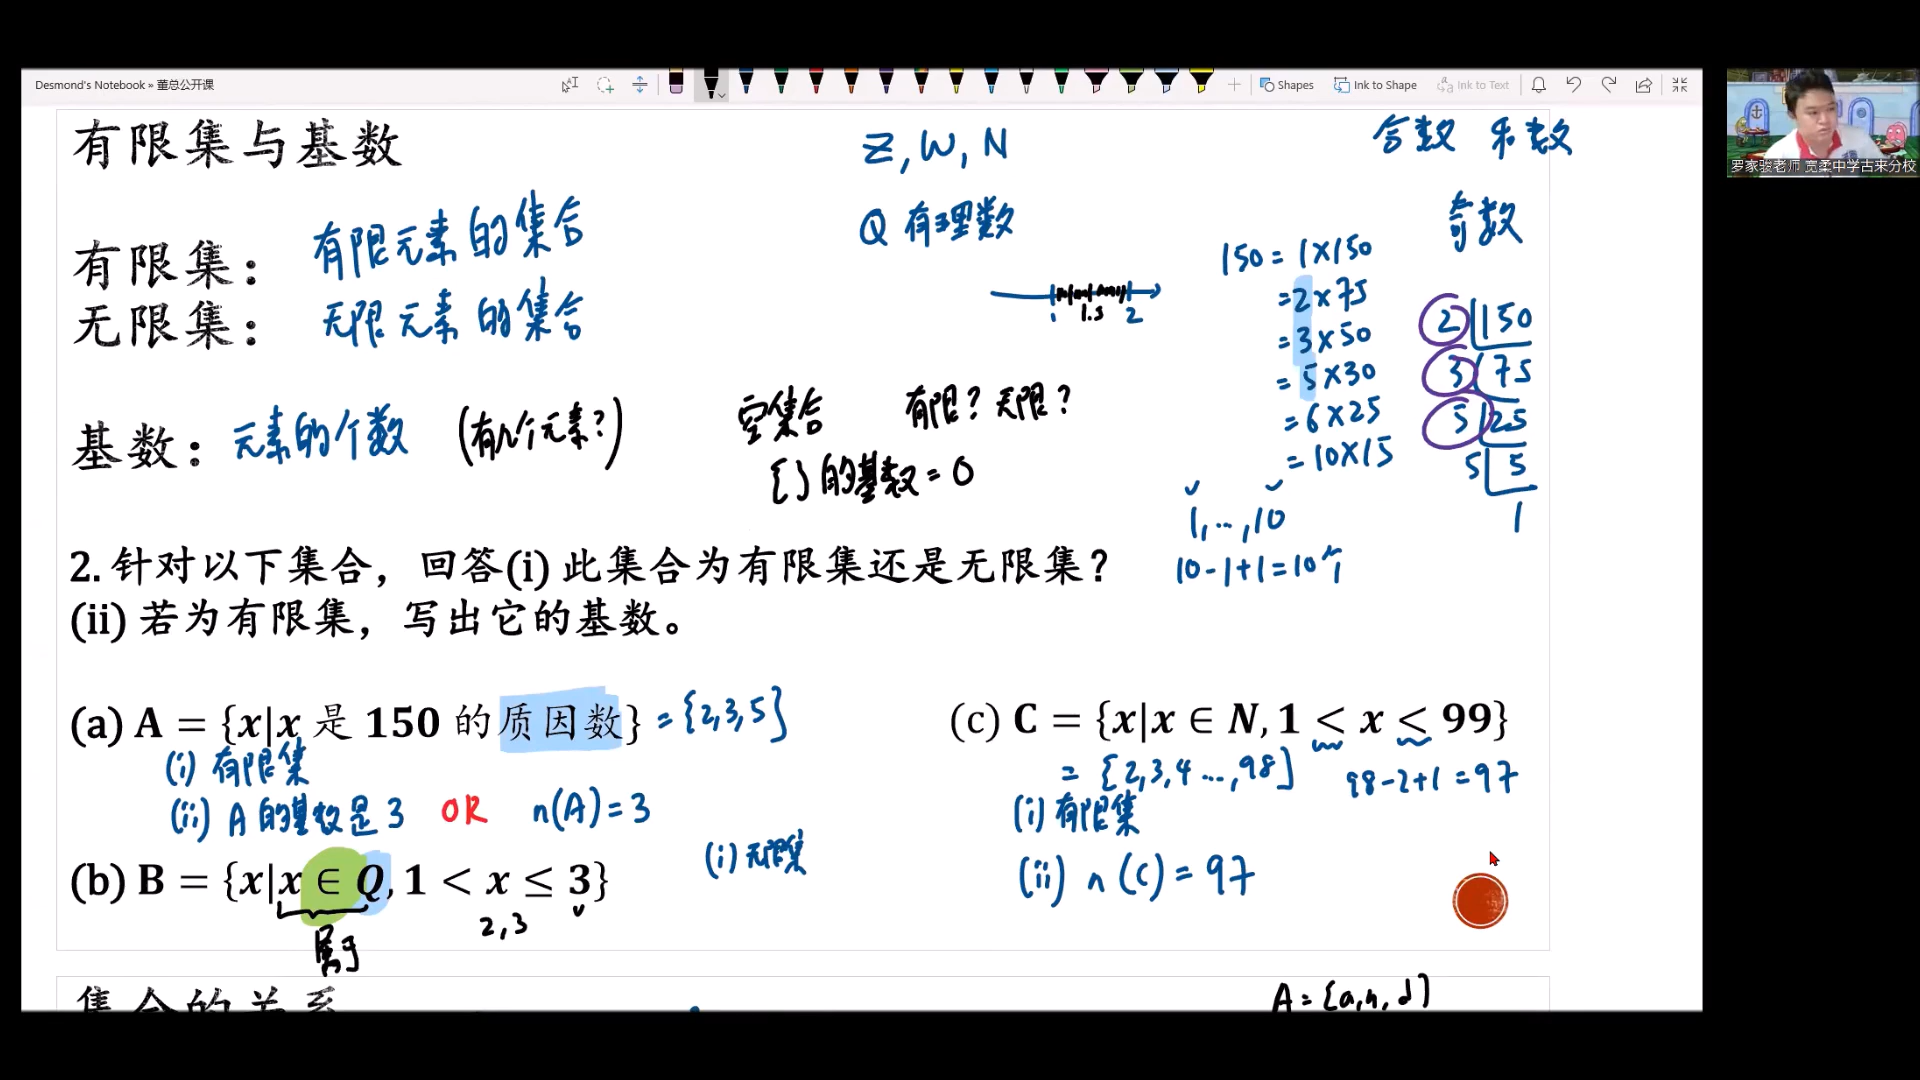 Desmond's Notebook » 董总公开课
Shapes
Ink to Shape
Ink to Text
罗家骏老师 宽柔中学古来分校
有限集与基数
Z, W, N
合数
奇数
Q 有理数
有限集： 有限元素的集合
无限集： 无限元素的集合
1 1.5 2
150 = 1×150
= 2×75
= 3×50
= 5×30
= 6×25
= 10×15
2 150
3 75
5 25
5 5
1
基数： 元素的个数 (有几个元素?)
空集合 有限? 无限?
{ } 的基数 = 0
1, ..., 10
10-1+1=10个
2. 针对以下集合，回答(i) 此集合为有限集还是无限集？
(ii) 若为有限集，写出它的基数。
(a) A = {x|x 是 150 的质因数} = {2,3,5}
(i) 有限集
(ii) A 的基数是 3 OR n(A) = 3
(b) B = {x|x ∈ Q, 1 < x ≤ 3}
(i) 无限集
属于
2,3
(c) C = {x|x ∈ N, 1 < x < 99}
= {2,3,4 ..., 98}
98-2+1 = 97
(i) 有限集
(ii) n(C) = 97
集合的关系
A = {a, n, d}